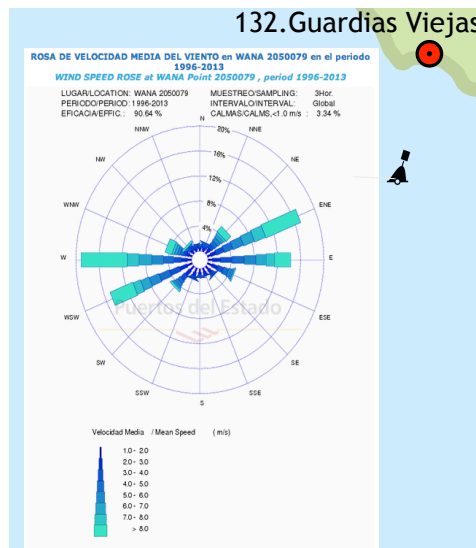 132.Guardias Viejas
ROSA DE VELOCIDAD MEDIA DEL VIENTO en WANA 2050079 en el periodo
1996-2013
WIND SPEED ROSE at WANA Point 2050079 , period 1996-2013
LUGAR/LOCATION: WANA 2050079 MUESTREO/SAMPLING: 3Hor.
PERIODO/PERIOD: 1996-2013 INTERVALO/INTERVAL: Global
EFICACIA/EFFIC.: 90.64 % CALMAS/CALMS,<1.0 m/s : 3.34 %
N
NNW NNE
20%
NW NE
16%
12%
WNW ENE
8%
4%
W E
WSW ESE
Puertos del Estado
SW SE
SSW SSE
S
Velocidad Media / Mean Speed ( m/s)
1.0 - 2.0
2.0 - 3.0
3.0 - 4.0
4.0 - 5.0
5.0 - 6.0
6.0 - 7.0
7.0 - 8.0
> 8.0